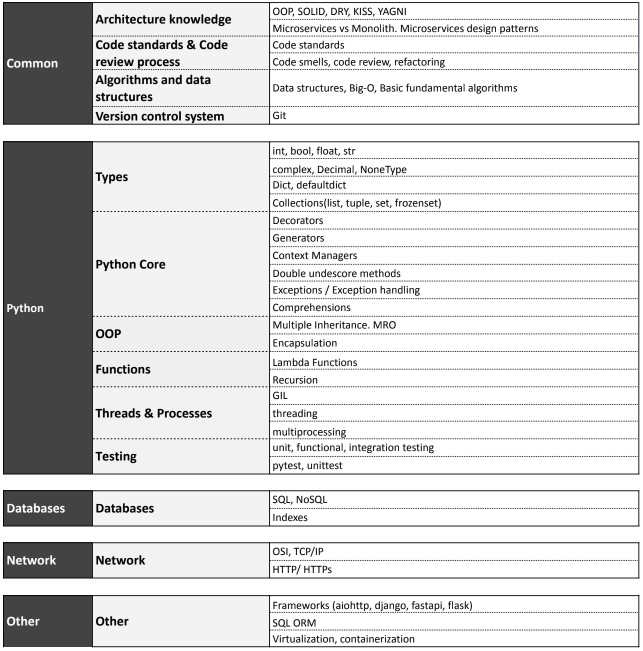 Common
Architecture knowledge
OOP, SOLID, DRY, KISS, YAGNI
Microservices vs Monolith. Microservices design patterns
Code standards & Code
review process
Code standards
Code smells, code review, refactoring
Algorithms and data
structures
Data structures, Big-O, Basic fundamental algorithms
Version control system
Git
Python
Types
int, bool, float, str
complex, Decimal, NoneType
Dict, defaultdict
Collections(list, tuple, set, frozenset)
Python Core
Decorators
Generators
Context Managers
Double undescore methods
Exceptions / Exception handling
Comprehensions
OOP
Multiple Inheritance. MRO
Encapsulation
Functions
Lambda Functions
Recursion
Threads & Processes
GIL
threading
multiprocessing
Testing
unit, functional, integration testing
pytest, unittest
Databases
Databases
SQL, NoSQL
Indexes
Network
Network
OSI, TCP/IP
HTTP/ HTTPs
Other
Other
Frameworks (aiohttp, django, fastapi, flask)
SQL ORM
Virtualization, containerization